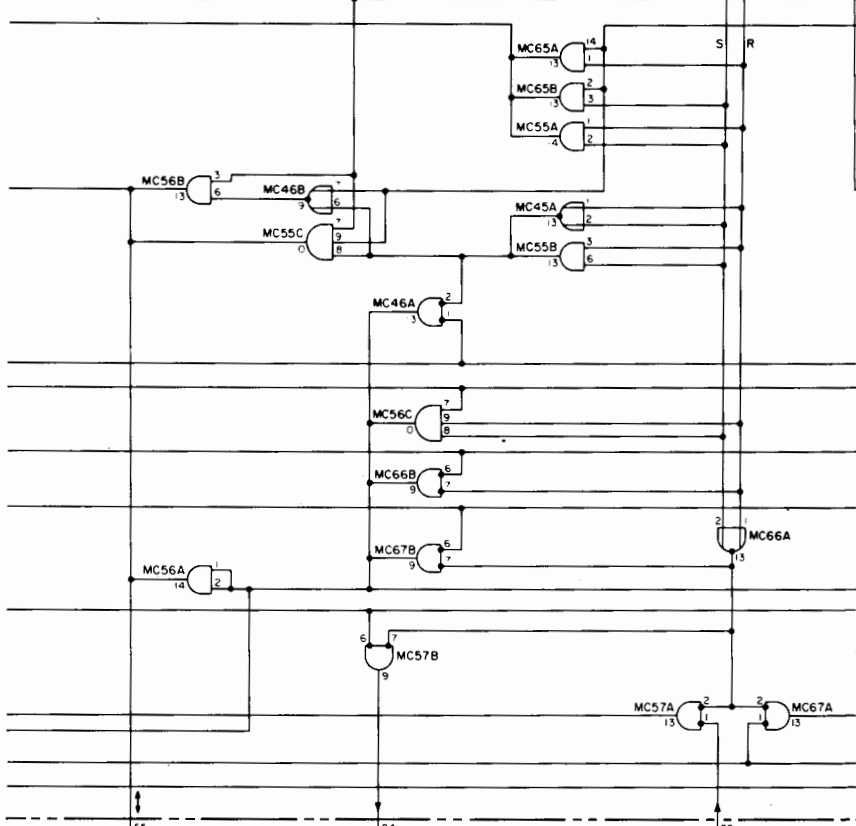 S R
MC65A 14
13 1
MC65B 2
13 3
MC55A 1
4 2
MC56B 3
13 6
MC46B 7
9 6
MC45A 1
13 2
MC55C 7
0 9
8
MC55B 3
13 6
MC46A 2
3 1
MC56C 7
0 9
8
MC66B 6
9 7
2 1
MC66A
13
MC67B 6
9 7
MC56A 1
14 2
6 7
MC57B
9
MC57A 2
13 1
2 MC67A
1 13